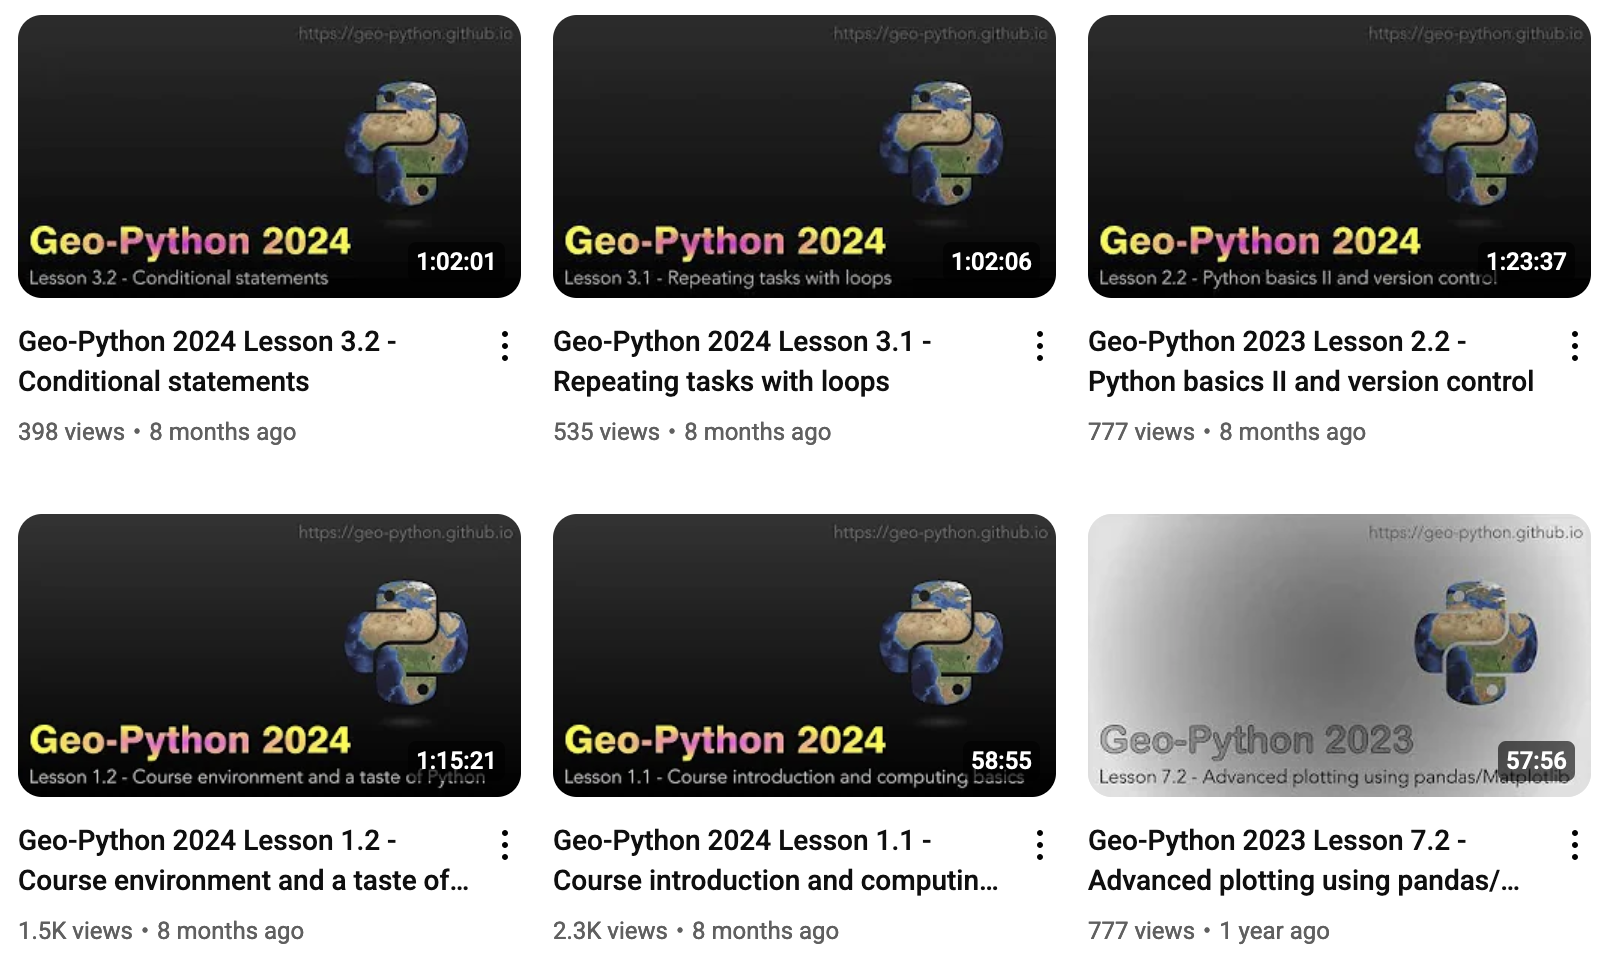 https://geo-python.github.io
Geo-Python 2024
1:02:01
Lesson 3.2 - Conditional statements
Geo-Python 2024 Lesson 3.2 -
Conditional statements
398 views • 8 months ago
https://geo-python.github.io
Geo-Python 2024
1:02:06
Lesson 3.1 - Repeating tasks with loops
Geo-Python 2024 Lesson 3.1 -
Repeating tasks with loops
535 views • 8 months ago
https://geo-python.github.io
Geo-Python 2024
1:23:37
Lesson 2.2 - Python basics II and version control
Geo-Python 2023 Lesson 2.2 -
Python basics II and version control
777 views • 8 months ago
https://geo-python.github.io
Geo-Python 2024
1:15:21
Lesson 1.2 - Course environment and a taste of Python
Geo-Python 2024 Lesson 1.2 -
Course environment and a taste of...
1.5K views • 8 months ago
https://geo-python.github.io
Geo-Python 2024
58:55
Lesson 1.1 - Course introduction and computing basics
Geo-Python 2024 Lesson 1.1 -
Course introduction and computin...
2.3K views • 8 months ago
https://geo-python.github.io
Geo-Python 2023
57:56
Lesson 7.2 - Advanced plotting using pandas/Matplotlib
Geo-Python 2023 Lesson 7.2 -
Advanced plotting using pandas/...
777 views • 1 year ago